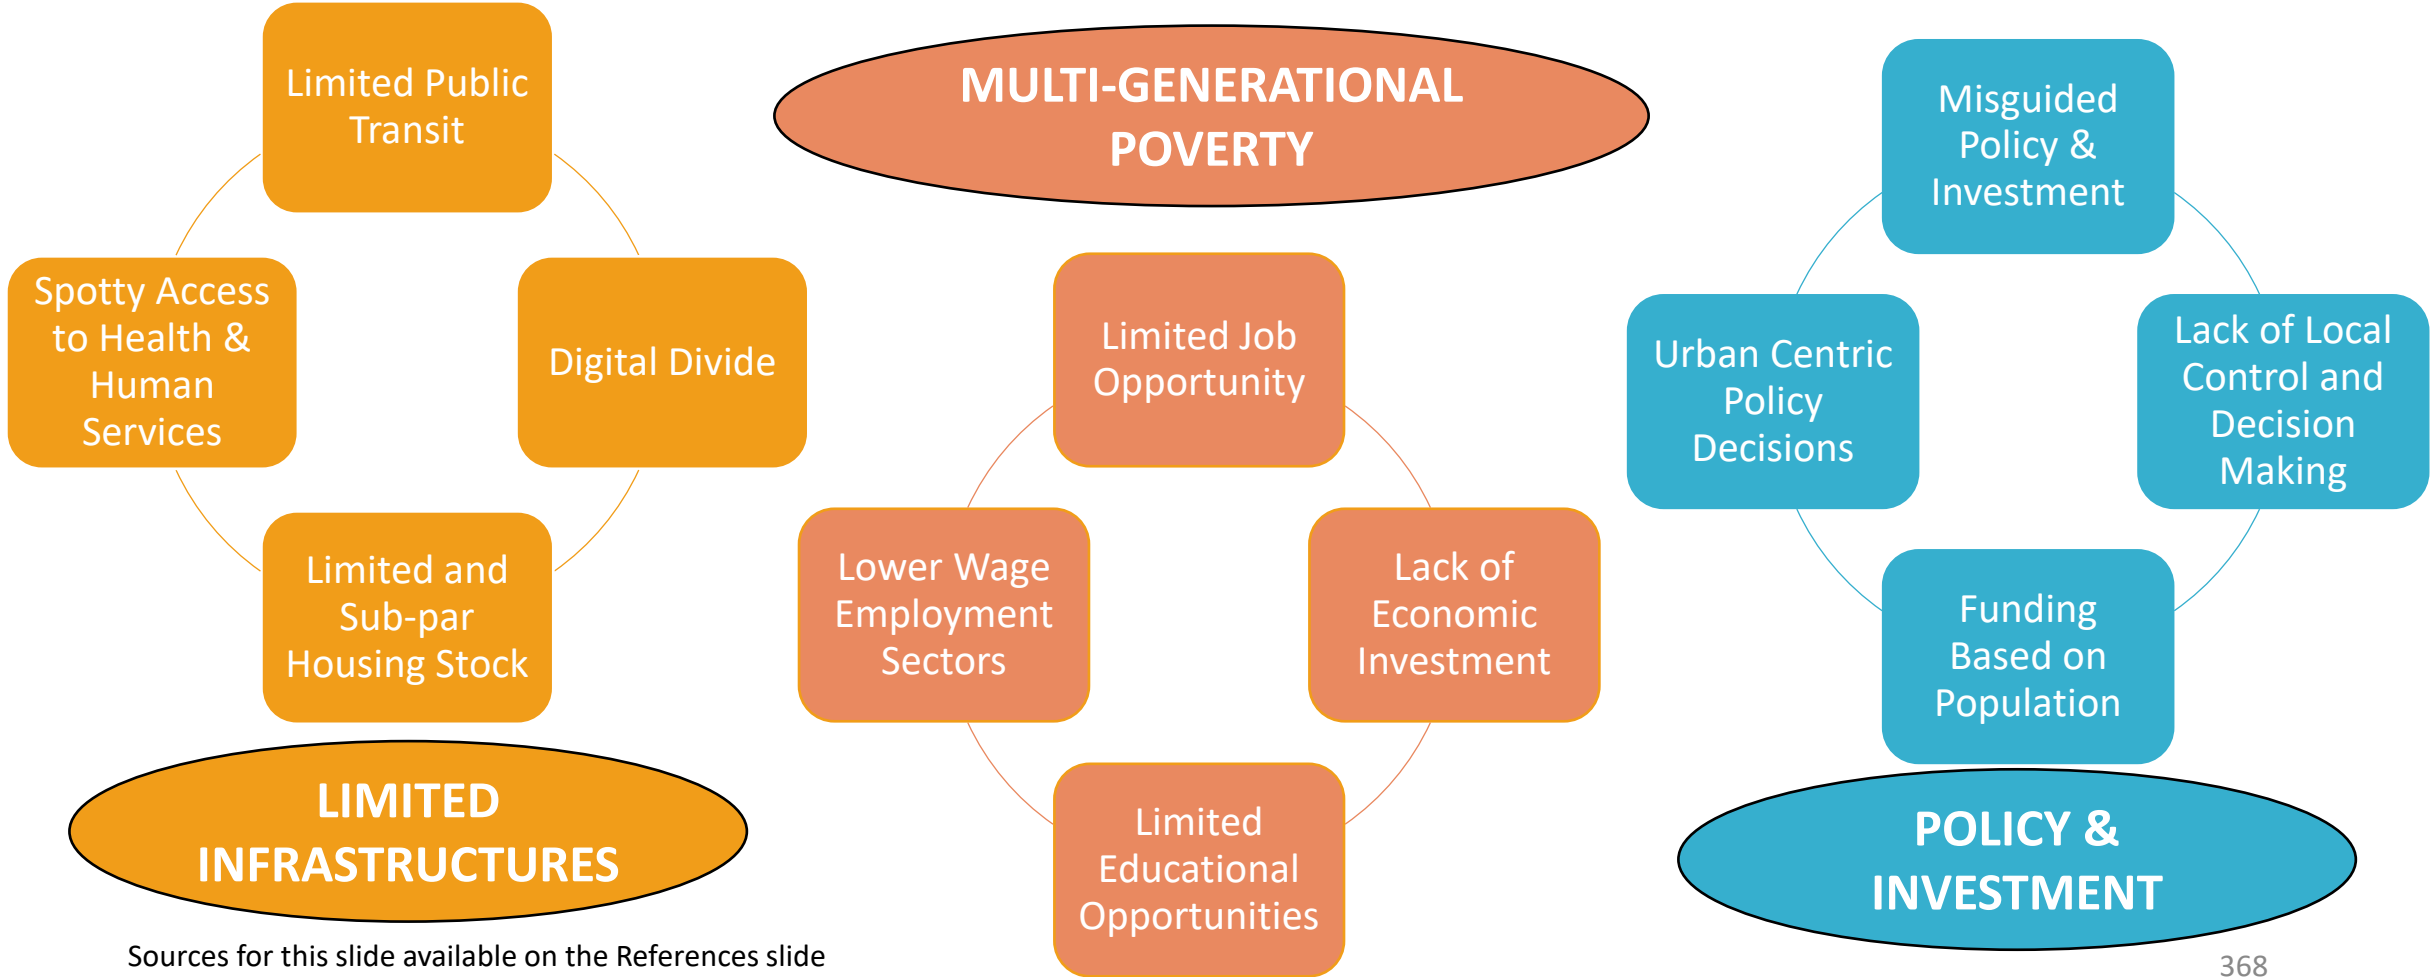 Limited Public
Transit
Spotty Access
to Health &
Human
Services
Digital Divide
Limited and
Sub-par
Housing Stock
LIMITED
INFRASTRUCTURES
MULTI-GENERATIONAL
POVERTY
Limited Job
Opportunity
Lower Wage
Employment
Sectors
Lack of
Economic
Investment
Limited
Educational
Opportunities
Misguided
Policy &
Investment
Urban Centric
Policy
Decisions
Lack of Local
Control and
Decision
Making
Funding
Based on
Population
POLICY &
INVESTMENT
Sources for this slide available on the References slide
368